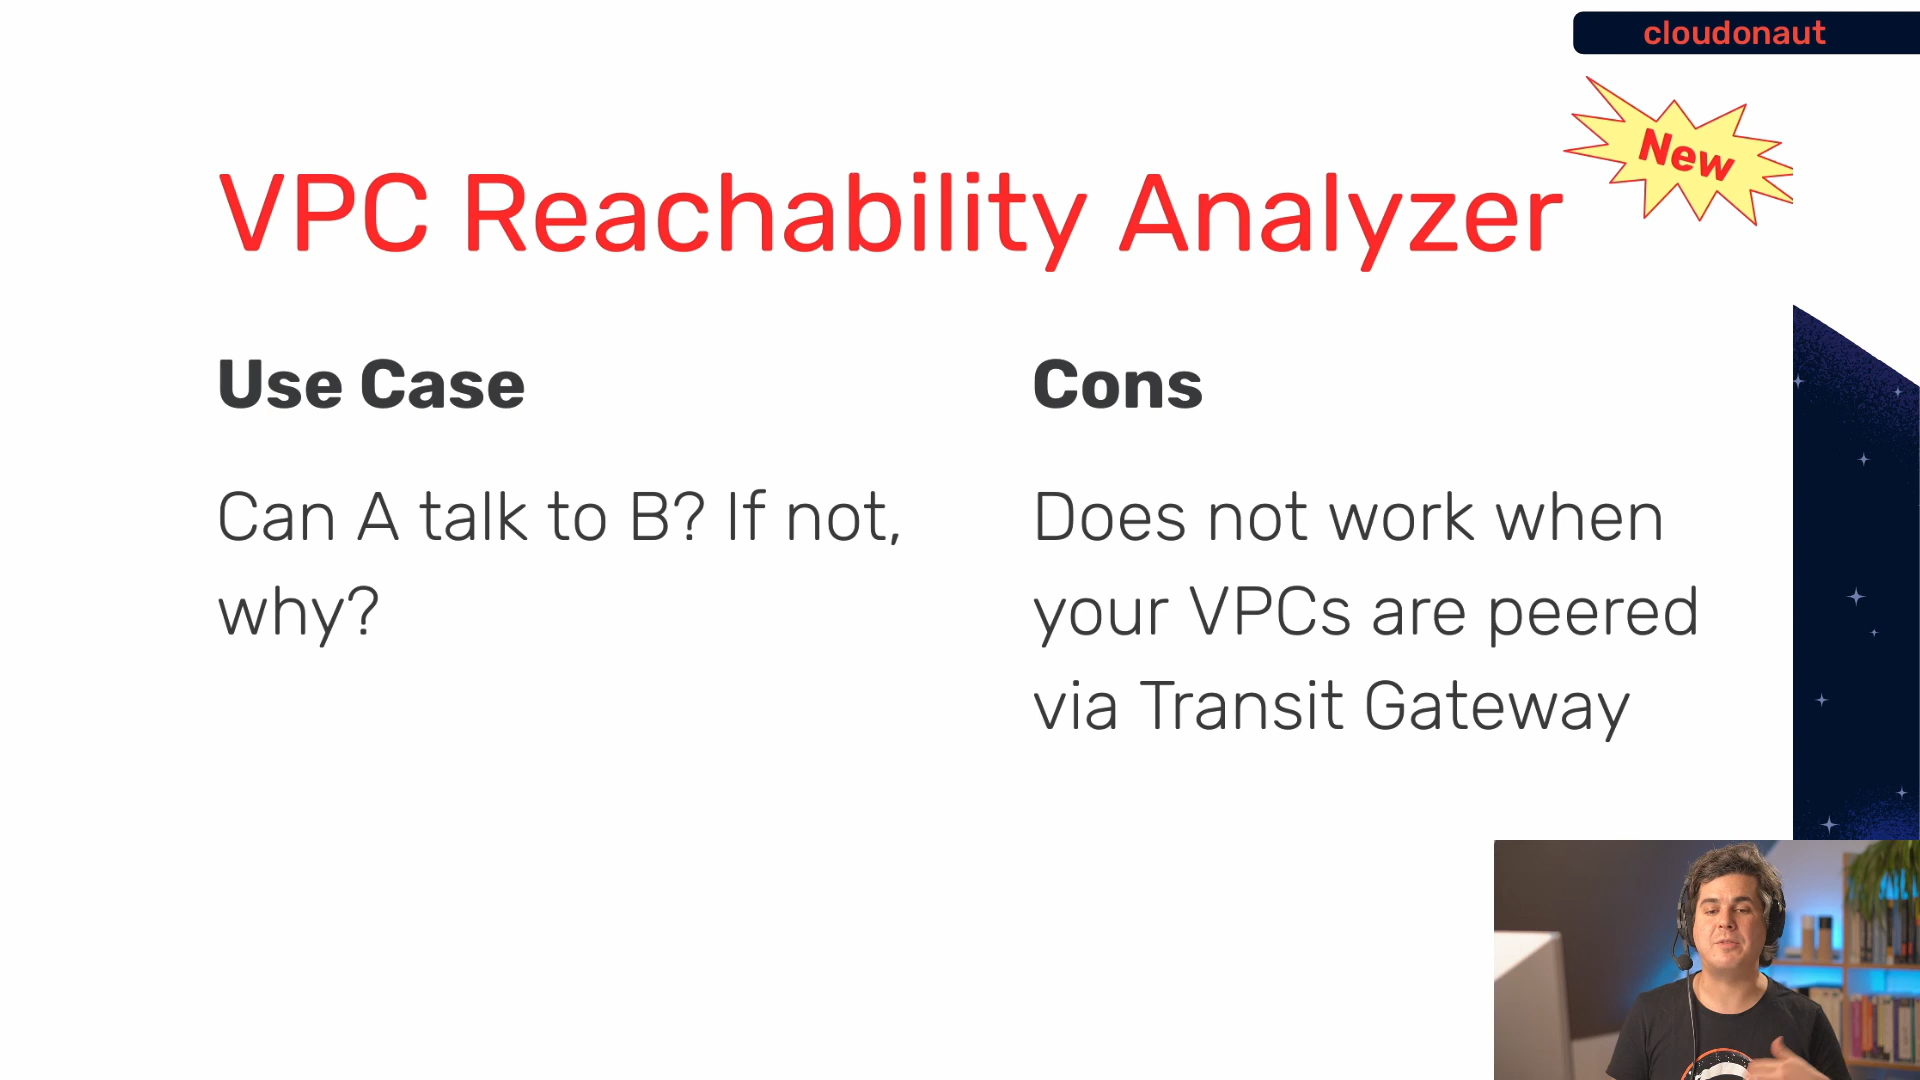 cloudonaut
New
VPC Reachability Analyzer
Use Case
Can A talk to B? If not,
why?
Cons
Does not work when
your VPCs are peered
via Transit Gateway